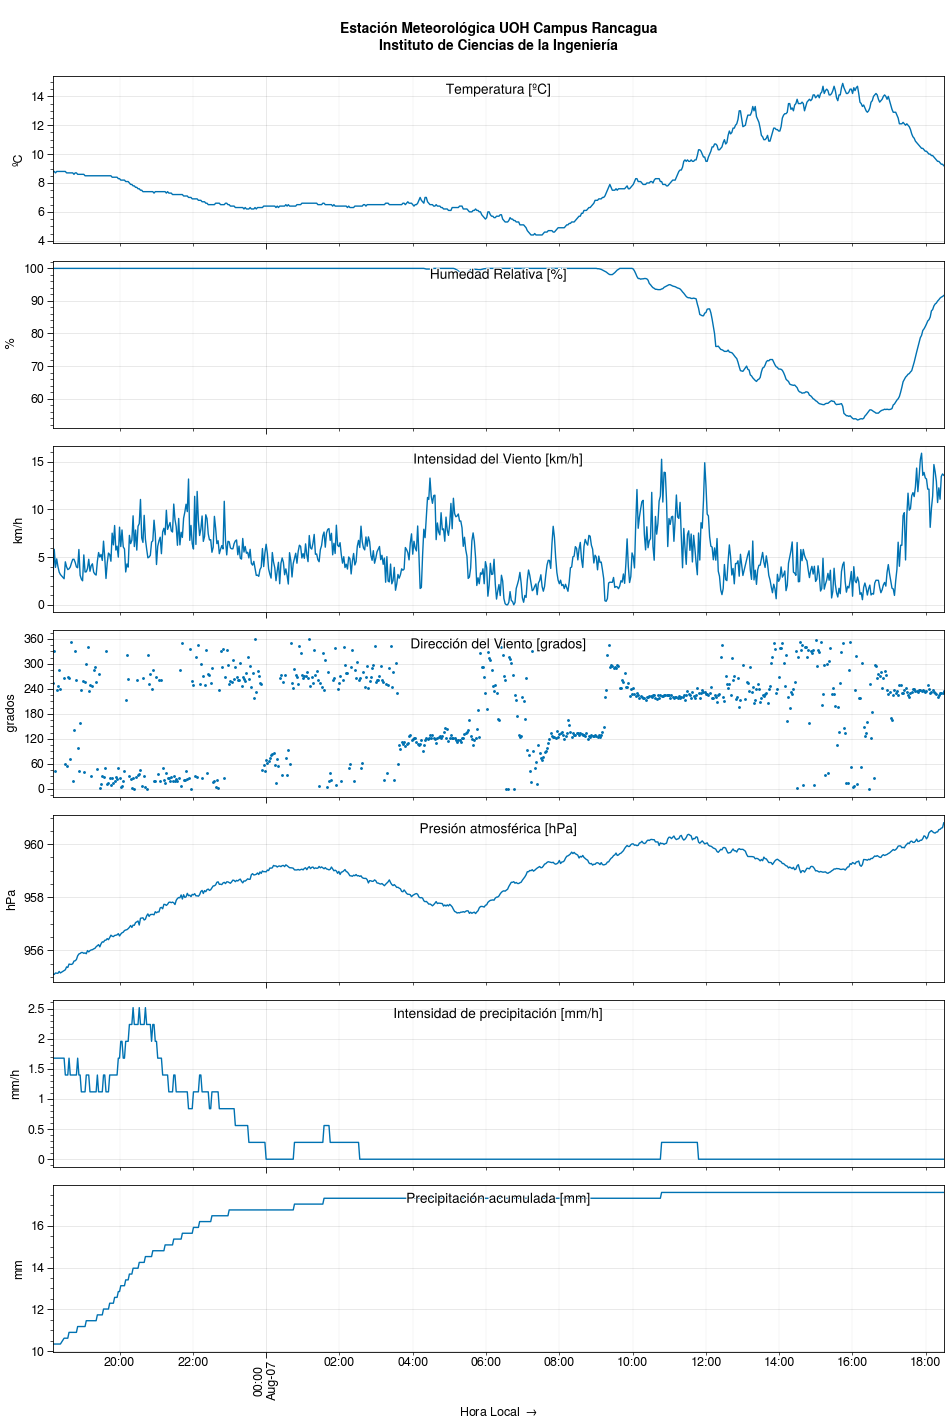 Estación Meteorológica UOH Campus Rancagua
Instituto de Ciencias de la Ingeniería
Temperatura [ºC]
14
12
10
8
6
4
ºC
Humedad Relativa [%]
100
90
80
70
60
%
Intensidad del Viento [km/h]
15
10
5
0
km/h
Dirección del Viento [grados]
360
300
240
180
120
60
0
grados
Presión atmosférica [hPa]
960
958
956
hPa
Intensidad de precipitación [mm/h]
2.5
2
1.5
1
0.5
0
mm/h
Precipitación acumulada [mm]
16
14
12
10
mm
20:00 22:00 00:00 02:00 04:00 06:00 08:00 10:00 12:00 14:00 16:00 18:00
Aug-07
Hora Local →